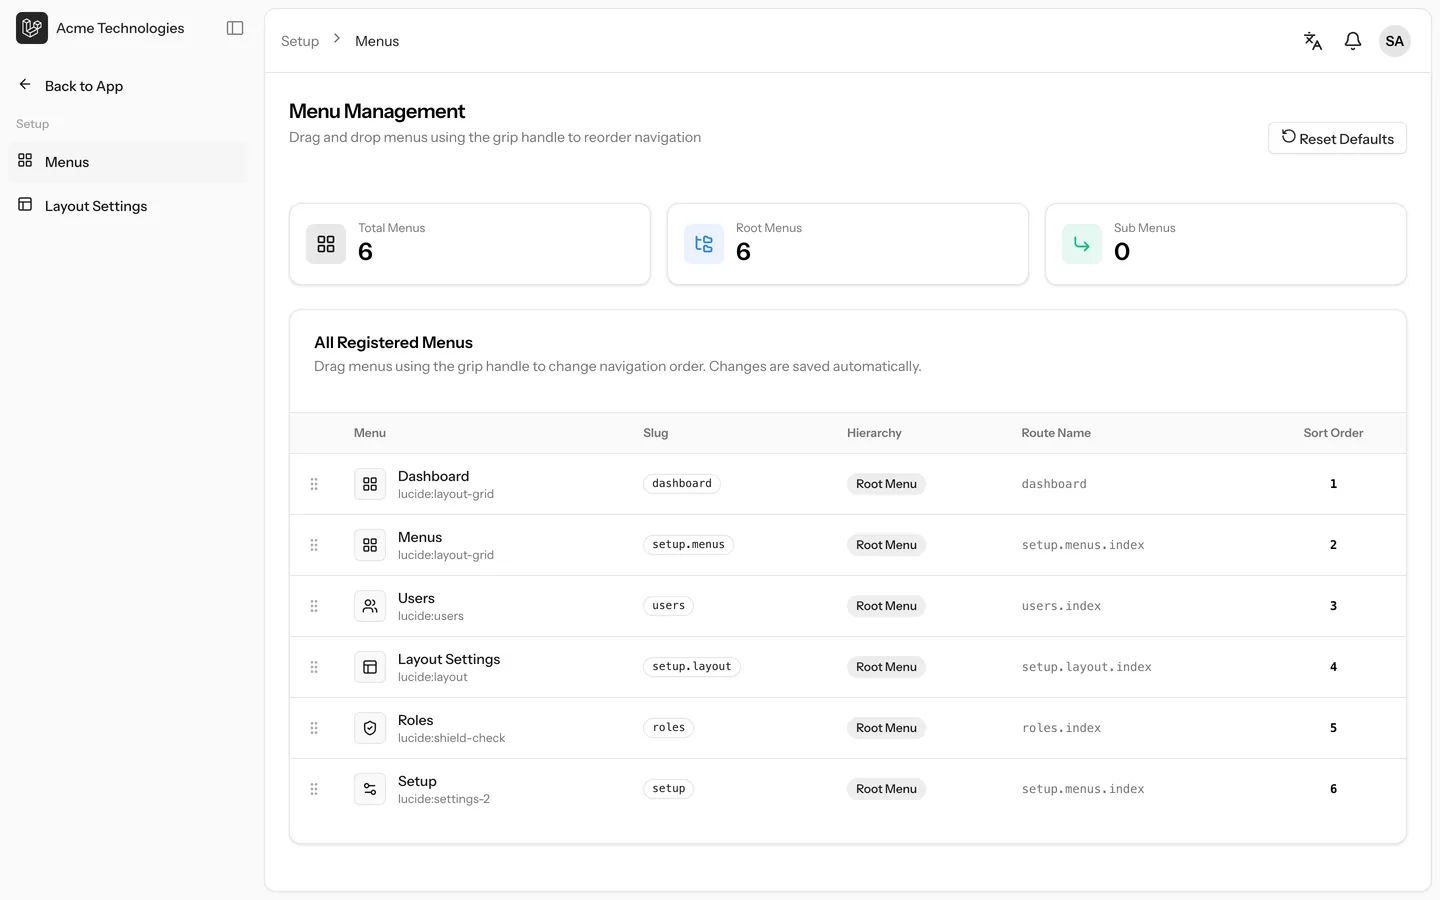 Acme Technologies
Back to App
Setup
Menus
Layout Settings
Setup
Menus
SA
Menu Management
Drag and drop menus using the grip handle to reorder navigation
Reset Defaults
Total Menus
6
Root Menus
6
Sub Menus
0
All Registered Menus
Drag menus using the grip handle to change navigation order. Changes are saved automatically.
Menu Slug Hierarchy Route Name Sort Order
Dashboard
lucide:layout-grid
dashboard Root Menu dashboard 1
Menus
lucide:layout-grid
setup.menus Root Menu setup.menus.index 2
Users
lucide:users
users Root Menu users.index 3
Layout Settings
lucide:layout
setup.layout Root Menu setup.layout.index 4
Roles
lucide:shield-check
roles Root Menu roles.index 5
Setup
lucide:settings-2
setup Root Menu setup.menus.index 6